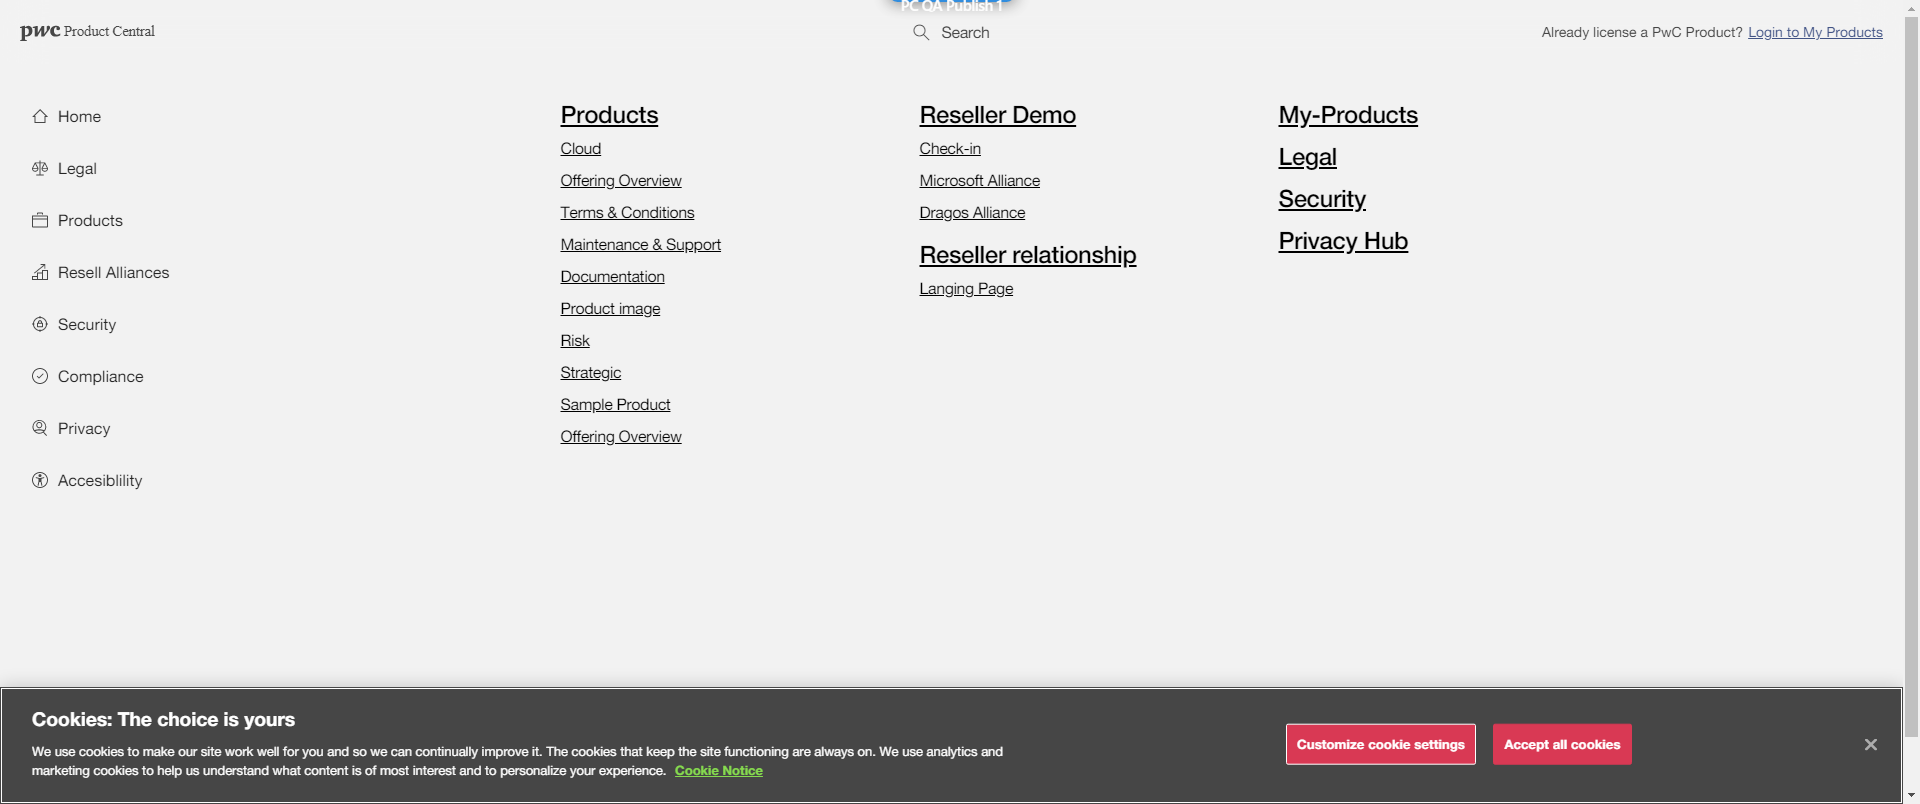 PC QA Publish 1
pwc Product Central
Search
Already license a PwC Product? Login to My Products
Home
Legal
Products
Resell Alliances
Security
Compliance
Privacy
Accesiblility
Products
Cloud
Offering Overview
Terms & Conditions
Maintenance & Support
Documentation
Product image
Risk
Strategic
Sample Product
Offering Overview
Reseller Demo
Check-in
Microsoft Alliance
Dragos Alliance
Reseller relationship
Langing Page
My-Products
Legal
Security
Privacy Hub
Cookies: The choice is yours
We use cookies to make our site work well for you and so we can continually improve it. The cookies that keep the site functioning are always on. We use analytics and
marketing cookies to help us understand what content is of most interest and to personalize your experience. Cookie Notice
Customize cookie settings
Accept all cookies